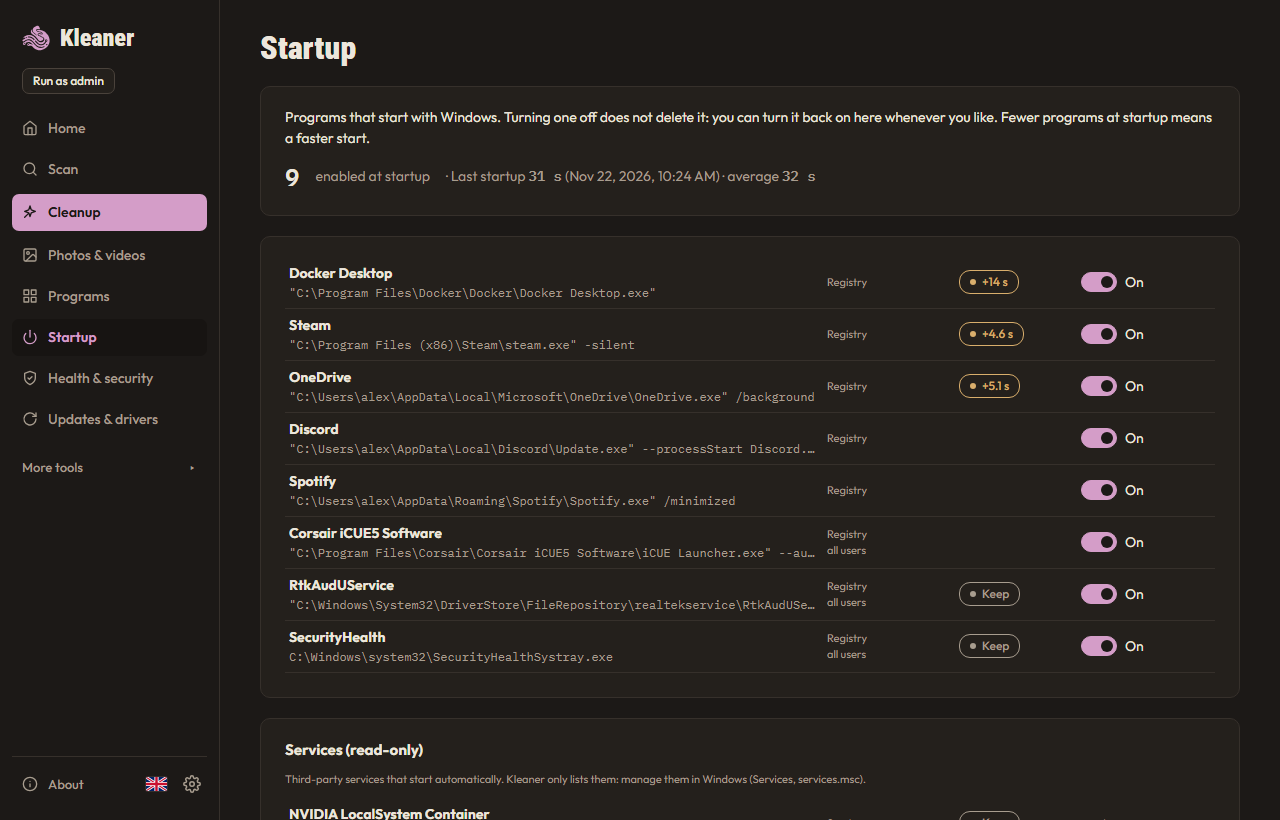 Kleaner
Run as admin
Home
Scan
Cleanup
Photos & videos
Programs
Startup
Health & security
Updates & drivers
More tools
About
Startup
Programs that start with Windows. Turning one off does not delete it: you can turn it back on here whenever you like. Fewer programs at startup means
a faster start.
9 enabled at startup · Last startup 31 s (Nov 22, 2026, 10:24 AM) · average 32 s
Docker Desktop
"C:\Program Files\Docker\Docker\Docker Desktop.exe"
Registry
+14 s
On
Steam
"C:\Program Files (x86)\Steam\steam.exe" -silent
Registry
+4.6 s
On
OneDrive
"C:\Users\alex\AppData\Local\Microsoft\OneDrive\OneDrive.exe" /background
Registry
+5.1 s
On
Discord
"C:\Users\alex\AppData\Local\Discord\Update.exe" --processStart Discord.…
Registry
On
Spotify
"C:\Users\alex\AppData\Roaming\Spotify\Spotify.exe" /minimized
Registry
On
Corsair iCUE5 Software
"C:\Program Files\Corsair\Corsair iCUE5 Software\iCUE Launcher.exe" --au…
Registry
all users
On
RtkAudUService
"C:\Windows\System32\DriverStore\FileRepository\realtekservice\RtkAudUSe…
Registry
all users
Keep
On
SecurityHealth
C:\Windows\system32\SecurityHealthSystray.exe
Registry
all users
Keep
On
Services (read-only)
Third-party services that start automatically. Kleaner only lists them: manage them in Windows (Services, services.msc).
NVIDIA LocalSystem Container